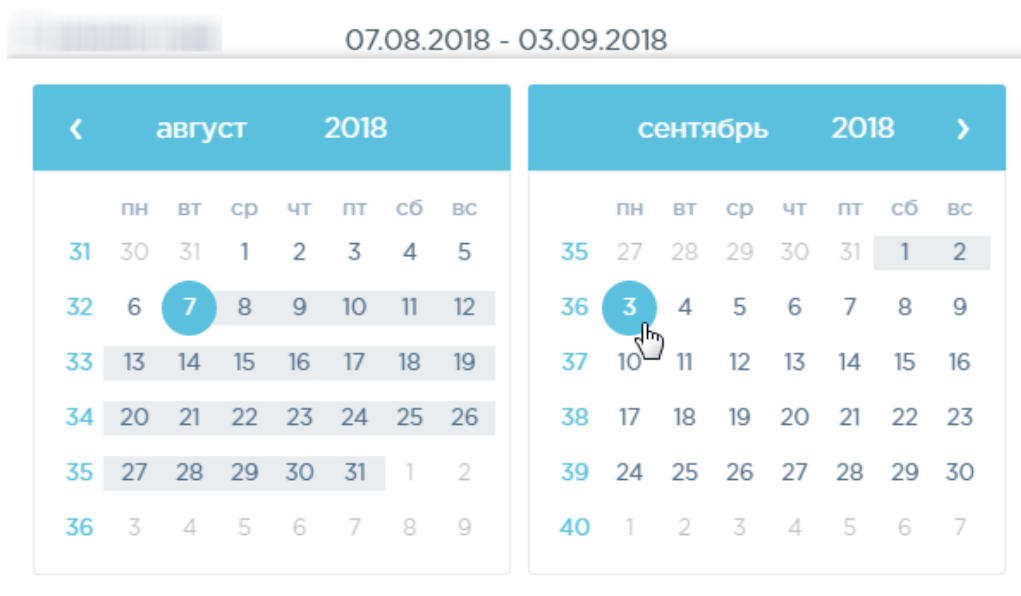 07.08.2018 - 03.09.2018
август 2018
пн вт ср чт пт сб вс
31 30 31 1 2 3 4 5
32 6 7 8 9 10 11 12
33 13 14 15 16 17 18 19
34 20 21 22 23 24 25 26
35 27 28 29 30 31 1 2
36 3 4 5 6 7 8 9
сентябрь 2018
пн вт ср чт пт сб вс
35 27 28 29 30 31 1 2
36 3 4 5 6 7 8 9
37 10 11 12 13 14 15 16
38 17 18 19 20 21 22 23
39 24 25 26 27 28 29 30
40 1 2 3 4 5 6 7